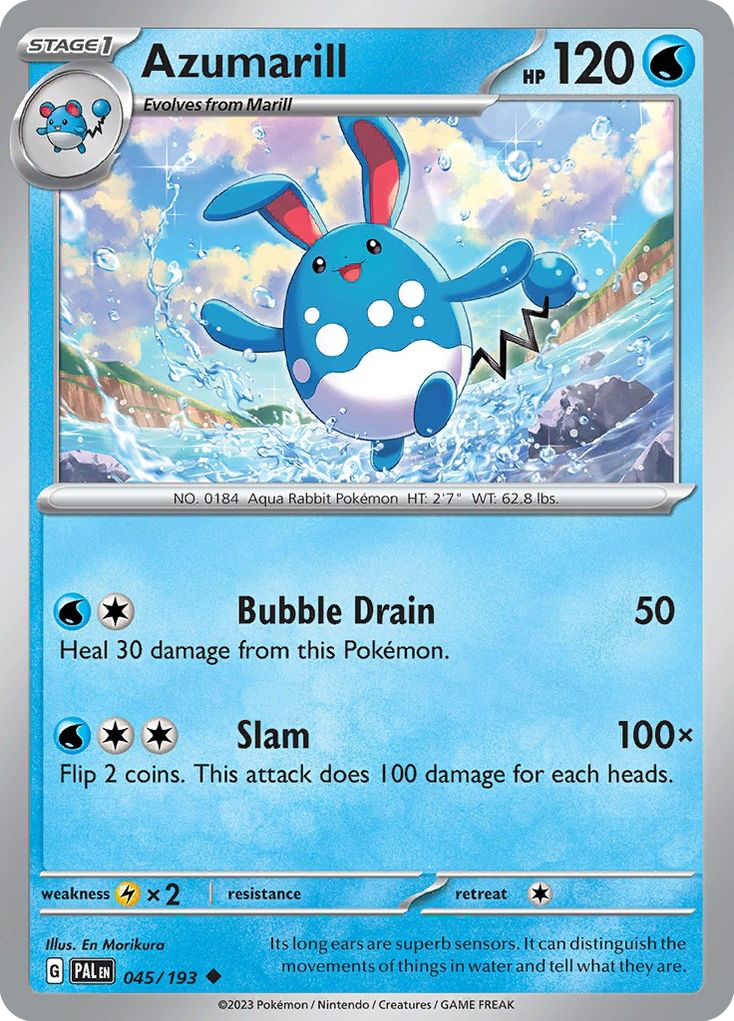 STAGE 1
Azumarill
HP 120
Evolves from Marill
NO. 0184 Aqua Rabbit Pokémon HT: 2'7" WT: 62.8 lbs.
Bubble Drain 50
Heal 30 damage from this Pokémon.
Slam 100×
Flip 2 coins. This attack does 100 damage for each heads.
weakness ×2 resistance retreat
Illus. En Morikura
Its long ears are superb sensors. It can distinguish the
movements of things in water and tell what they are.
G PAL EN 045/193
©2023 Pokémon / Nintendo / Creatures / GAME FREAK